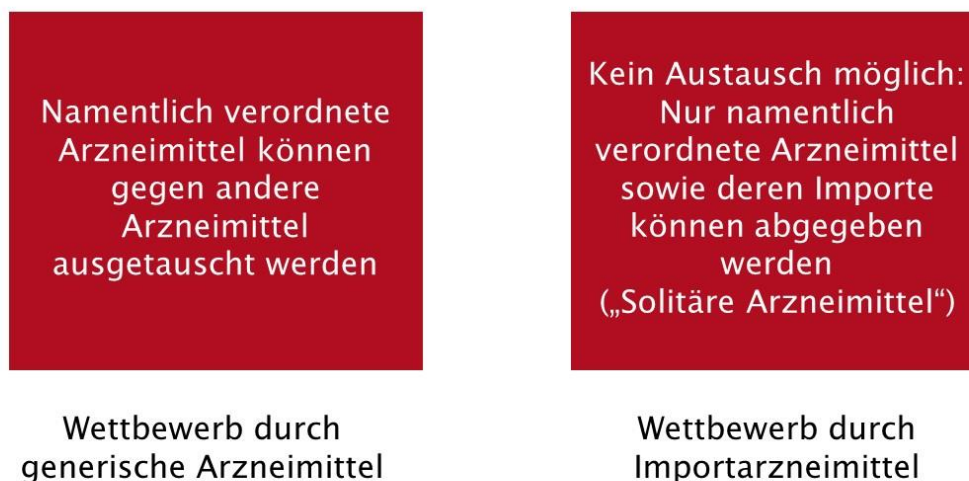 Namentlich verordnete
Arzneimittel können
gegen andere
Arzneimittel
ausgetauscht werden
Wettbewerb durch
generische Arzneimittel
Kein Austausch möglich:
Nur namentlich
verordnete Arzneimittel
sowie deren Importe
können abgegeben
werden
(„Solitäre Arzneimittel“)
Wettbewerb durch
Importarzneimittel